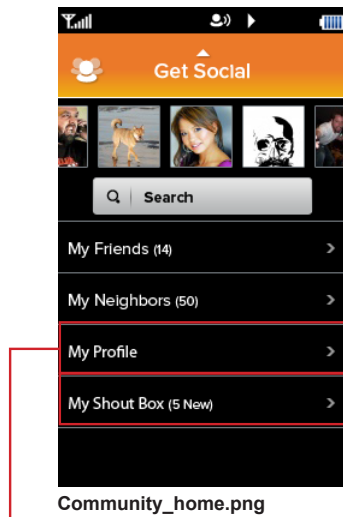 Get Social
Search
My Friends (14)
My Neighbors (50)
My Profile
My Shout Box (5 New)
Community_home.png